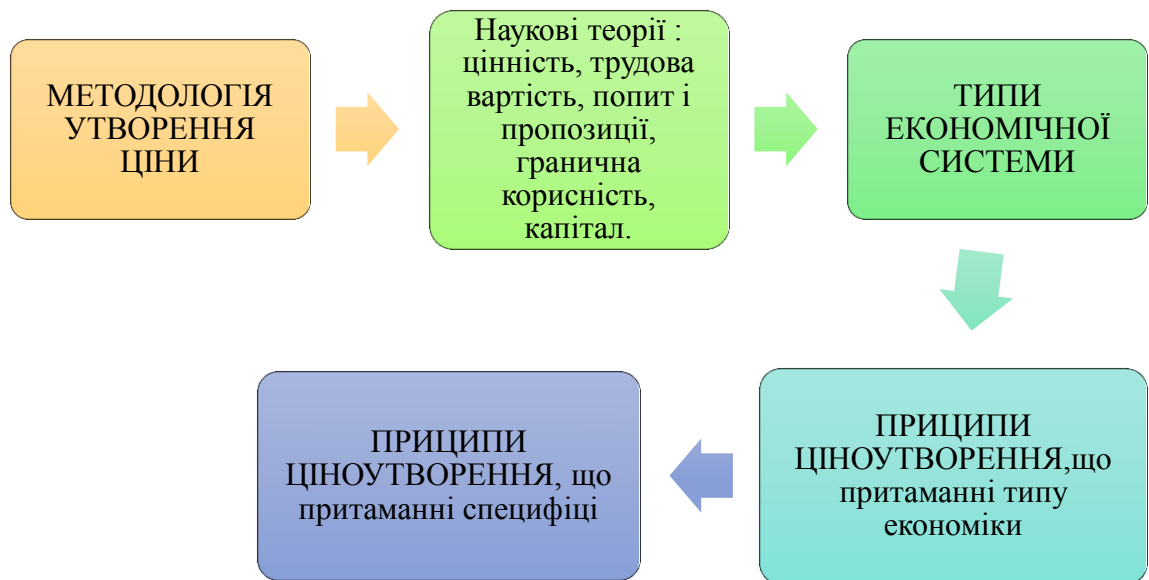 МЕТОДОЛОГІЯ
УТВОРЕННЯ
ЦІНИ
Наукові теорії :
цінність, трудова
вартість, попит і
пропозиції,
гранична
корисність,
капітал.
ТИПИ
ЕКОНОМІЧНОЇ
СИСТЕМИ
ПРИЦИПИ
ЦІНОУТВОРЕННЯ,що
притаманні типу
економіки
ПРИЦИПИ
ЦІНОУТВОРЕННЯ, що
притаманні специфіці